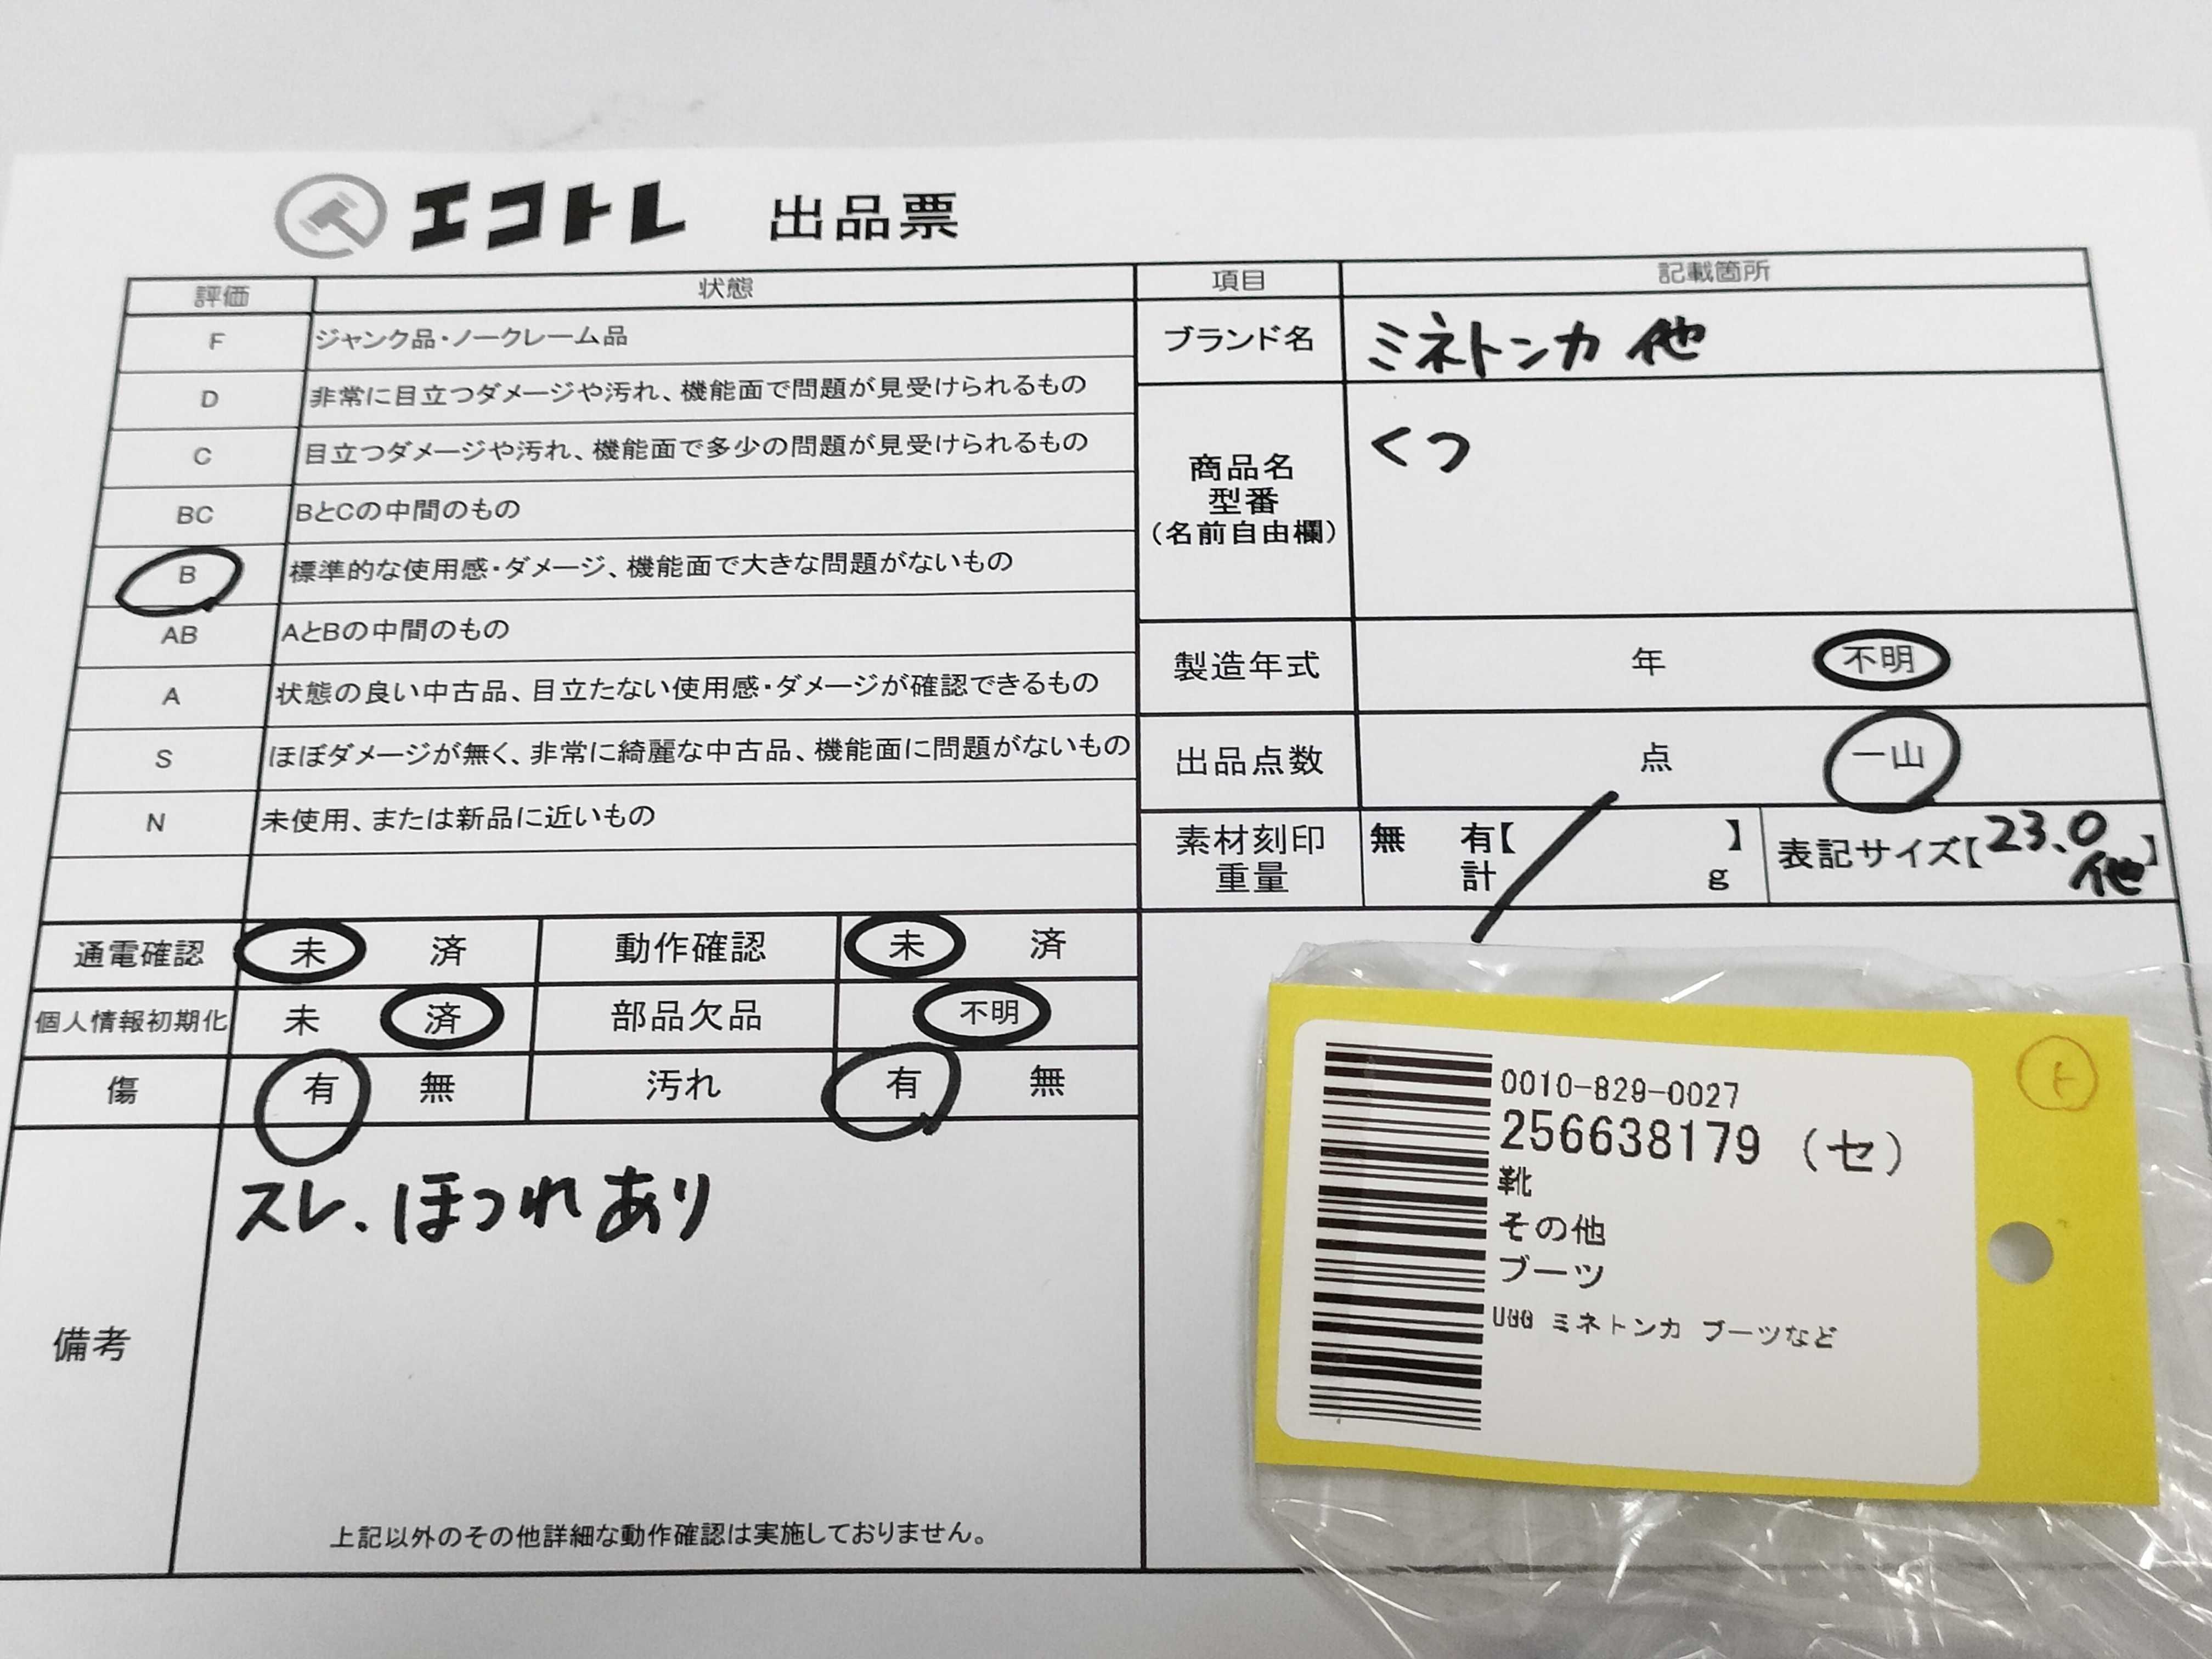 エコトレ 出品票
評価 状態
F ジャンク品・ノークレーム品
D 非常に目立つダメージや汚れ、機能面で問題が見受けられるもの
C 目立つダメージや汚れ、機能面で多少の問題が見受けられるもの
BC BとCの中間のもの
B 標準的な使用感・ダメージ、機能面で大きな問題がないもの
AB AとBの中間のもの
A 状態の良い中古品、目立たない使用感・ダメージが確認できるもの
S ほぼダメージが無く、非常に綺麗な中古品、機能面に問題がないもの
N 未使用、または新品に近いもの
通電確認 未 済 動作確認 未 済
個人情報初期化 未 済 部品欠品 不明
傷 有 無 汚れ 有 無
備考
スレ、ほつれあり
上記以外のその他詳細な動作確認は実施しておりません。
項目 記載箇所
ブランド名 ミネトンカ 他
商品名
型番
(名前自由欄)
くつ
製造年式 年 不明
出品点数 点 一山
素材刻印 無 有【 】
重量 計 g
表記サイズ【23.0他】
0010-829-0027
256638179 (セ)
靴
その他
ブーツ
UGG ミネトンカ ブーツなど
ト